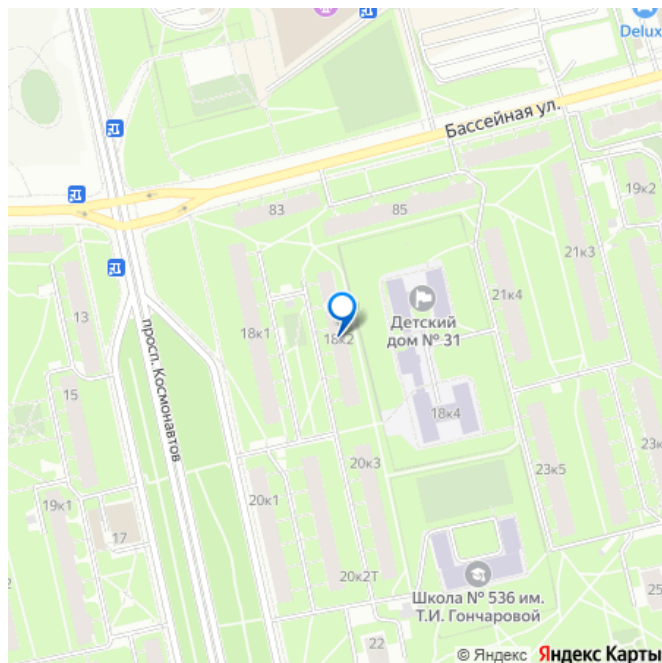 Delux
Бассейная ул.
19к2
83
85
21к3
21к4
13
18к1
18к2
Детский
дом № 31
просп. Космонавтов
15
18к4
20к3
23к5
23к
20к1
19к1
17
20к2Т
Школа № 536 им.
Т.И. Гончаровой
25
22
2
© Яндекс Яндекс Карты